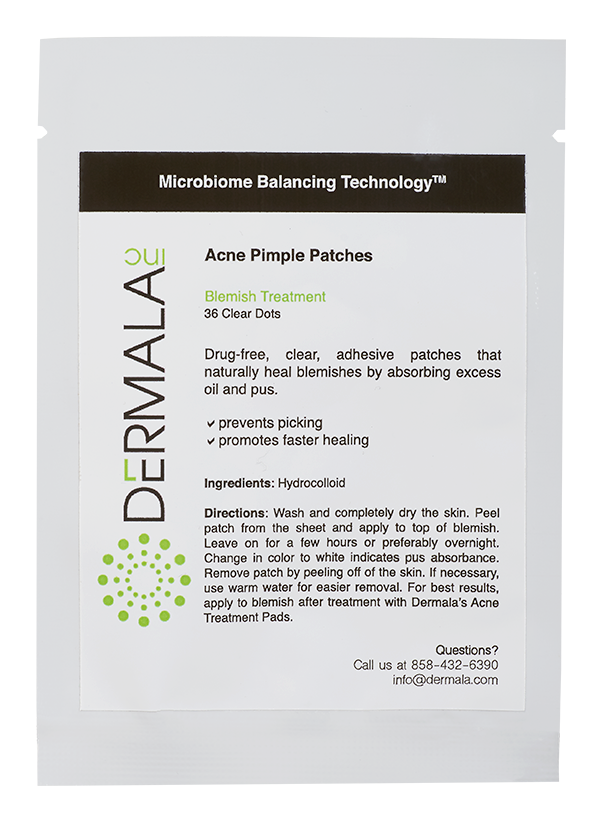 Microbiome Balancing Technology™
DERMALA inc
Acne Pimple Patches
Blemish Treatment
36 Clear Dots
Drug-free, clear, adhesive patches that
naturally heal blemishes by absorbing excess
oil and pus.
✓ prevents picking
✓ promotes faster healing
Ingredients: Hydrocolloid
Directions: Wash and completely dry the skin. Peel
patch from the sheet and apply to top of blemish.
Leave on for a few hours or preferably overnight.
Change in color to white indicates pus absorbance.
Remove patch by peeling off of the skin. If necessary,
use warm water for easier removal. For best results,
apply to blemish after treatment with Dermala's Acne
Treatment Pads.
Questions?
Call us at 858-432-6390
info@dermala.com